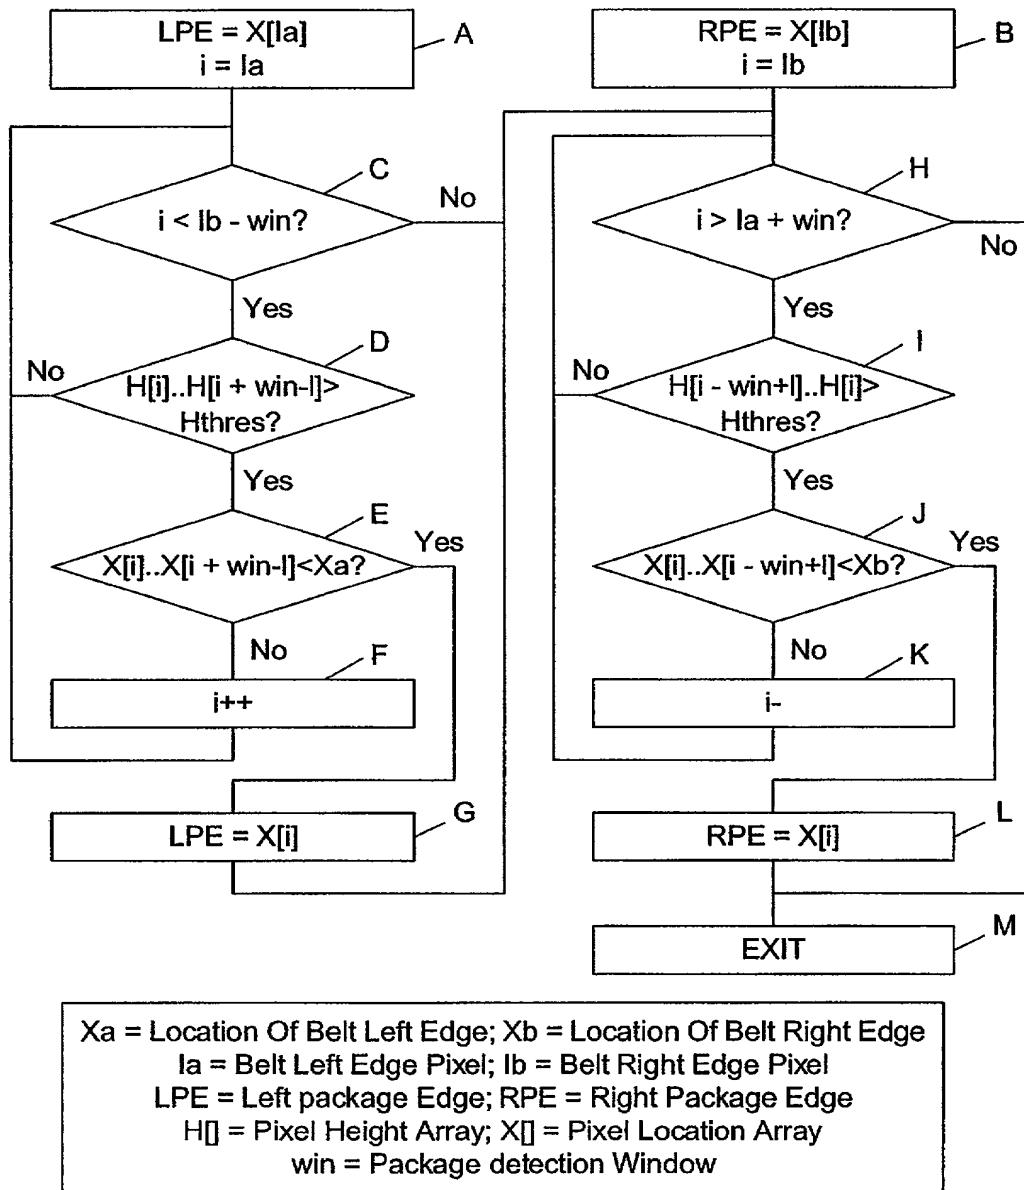 LPE = X[Ia]
i = Ia
A
C
i < Ib - win?
No
Yes
D
No
H[i]..H[i + win-l]>
Hthres?
Yes
E
Yes
X[i]..X[i + win-l]<Xa?
No
F
i++
G
LPE = X[i]
RPE = X[Ib]
i = Ib
B
H
i > Ia + win?
No
Yes
I
No
H[i - win+l]..H[i]>
Hthres?
Yes
J
Yes
X[i]..X[i - win+l]<Xb?
No
K
i-
L
RPE = X[i]
M
EXIT
Xa = Location Of Belt Left Edge; Xb = Location Of Belt Right Edge
Ia = Belt Left Edge Pixel; Ib = Belt Right Edge Pixel
LPE = Left package Edge; RPE = Right Package Edge
H[] = Pixel Height Array; X[] = Pixel Location Array
win = Package detection Window